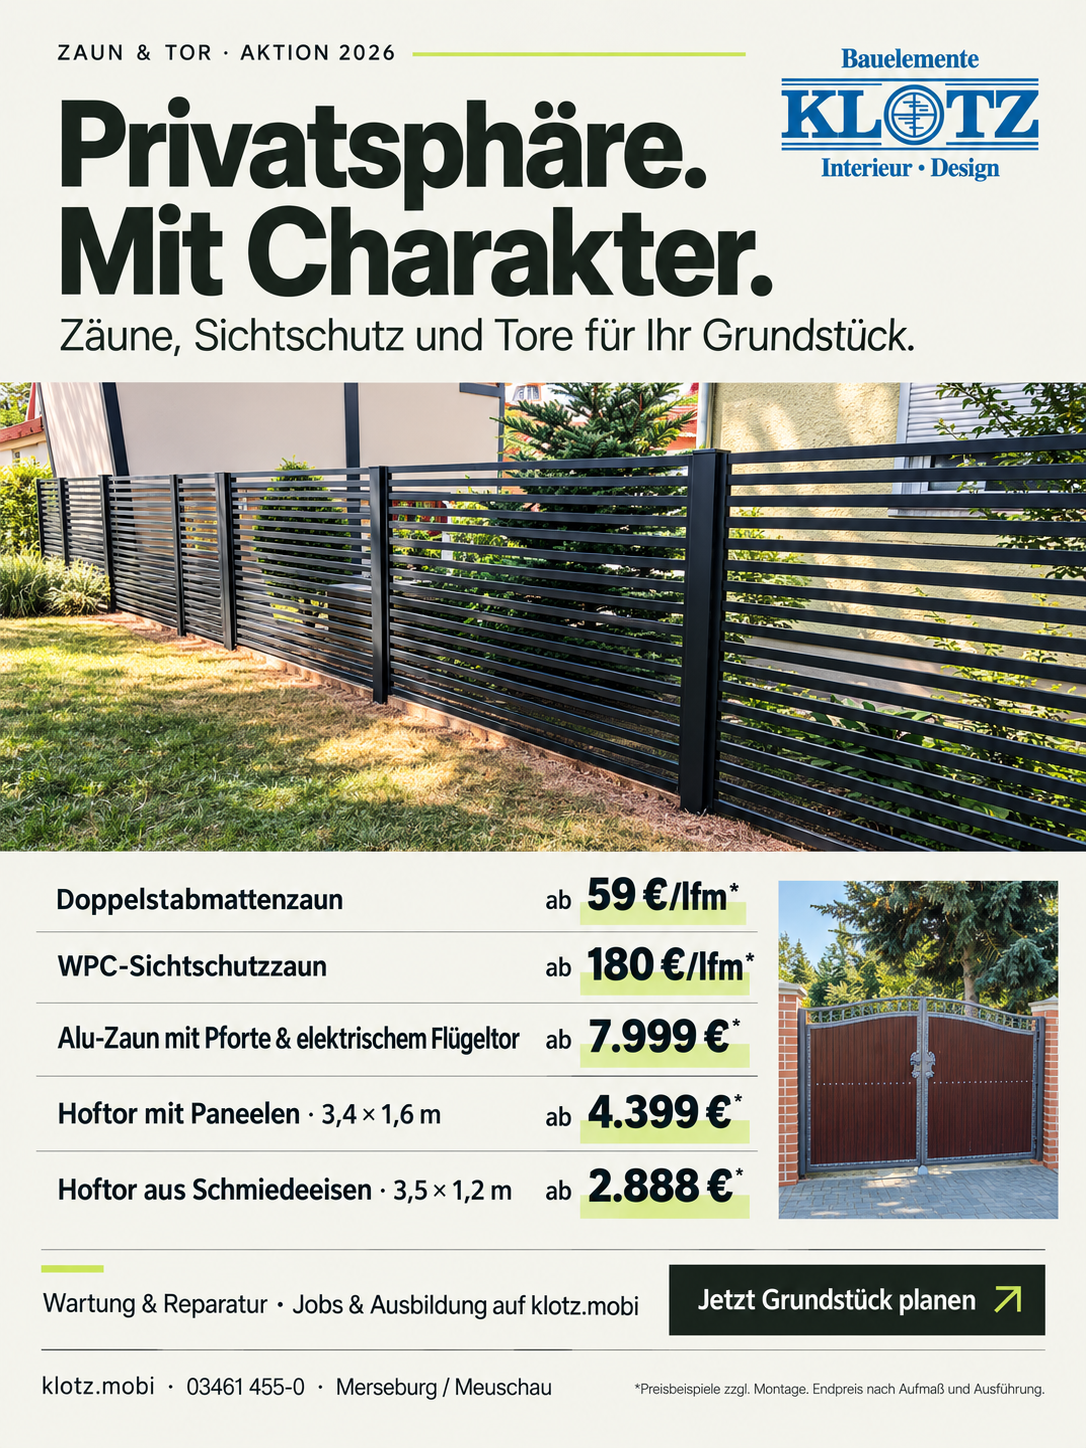 ZAUN & TOR · AKTION 2026
Bauelemente
KLOTZ
Interieur • Design
Privatsphäre.
Mit Charakter.
Zäune, Sichtschutz und Tore für Ihr Grundstück.
Doppelstabmattenzaun ab 59 €/lfm*
WPC-Sichtschutzzaun ab 180 €/lfm*
Alu-Zaun mit Pforte & elektrischem Flügeltor ab 7.999 €*
Hoftor mit Paneelen · 3,4 × 1,6 m ab 4.399 €*
Hoftor aus Schmiedeeisen · 3,5 × 1,2 m ab 2.888 €*
Wartung & Reparatur • Jobs & Ausbildung auf klotz.mobi
Jetzt Grundstück planen
klotz.mobi · 03461 455-0 · Merseburg / Meuschau
*Preisbeispiele zzgl. Montage. Endpreis nach Aufmaß und Ausführung.